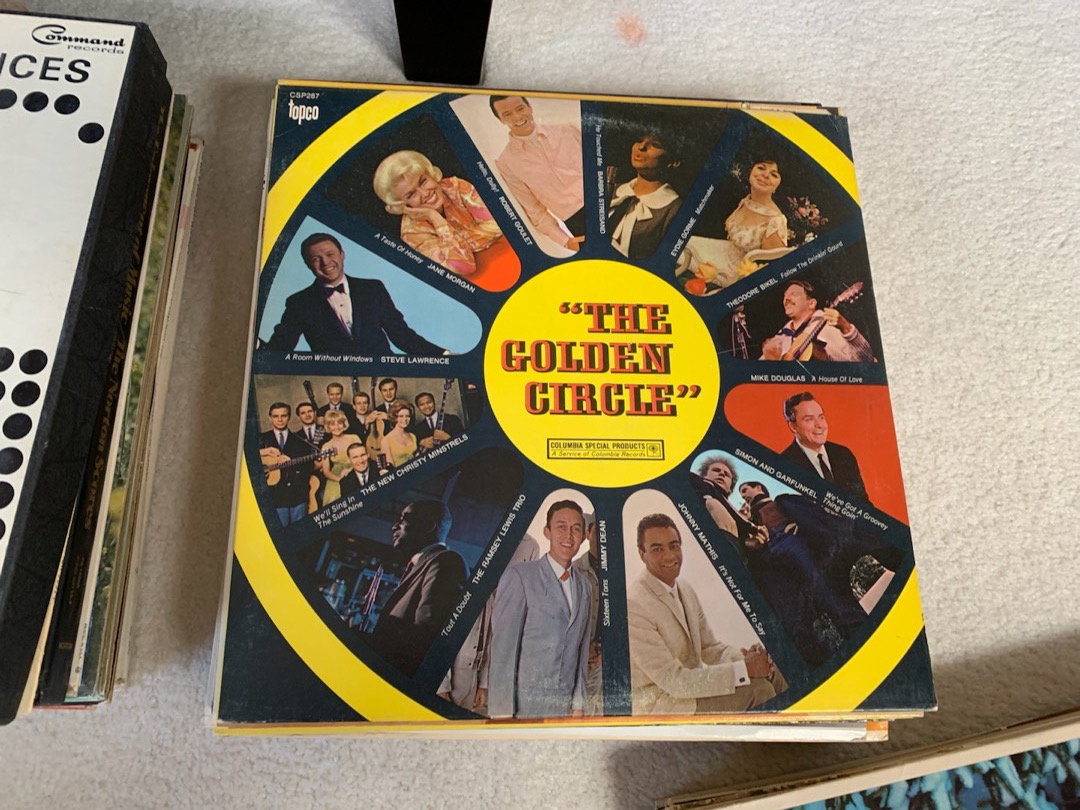 Command
records
ICES
CSP287
topco
"THE
GOLDEN
CIRCLE"
COLUMBIA SPECIAL PRODUCTS
A Service of Columbia Records
Hello, Dolly! ROBERT GOULET
He Touched Me BARBRA STREISAND
EYDIE GORME Matchmaker
THEODORE BIKEL Follow The Drinkin' Gourd
MIKE DOUGLAS A House Of Love
SIMON AND GARFUNKEL We've Got A Groovey
Thing Goin'
JOHNNY MATHIS It's Not For Me To Say
Sixteen Tons JIMMY DEAN
'Tout A Doubt THE RAMSEY LEWIS TRIO
We'll Sing In
The Sunshine THE NEW CHRISTY MINSTRELS
A Room Without Windows STEVE LAWRENCE
A Taste Of Honey JANE MORGAN